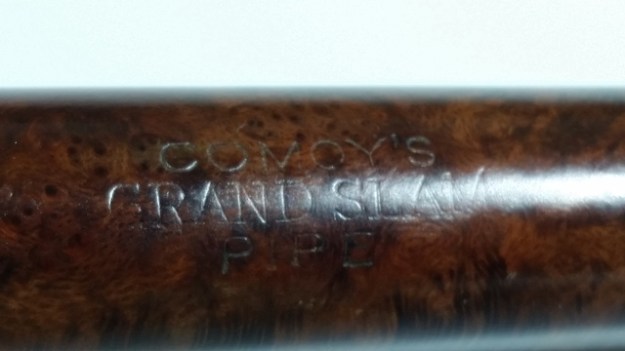 COMOY'S
GRAND SLAM
PIPE